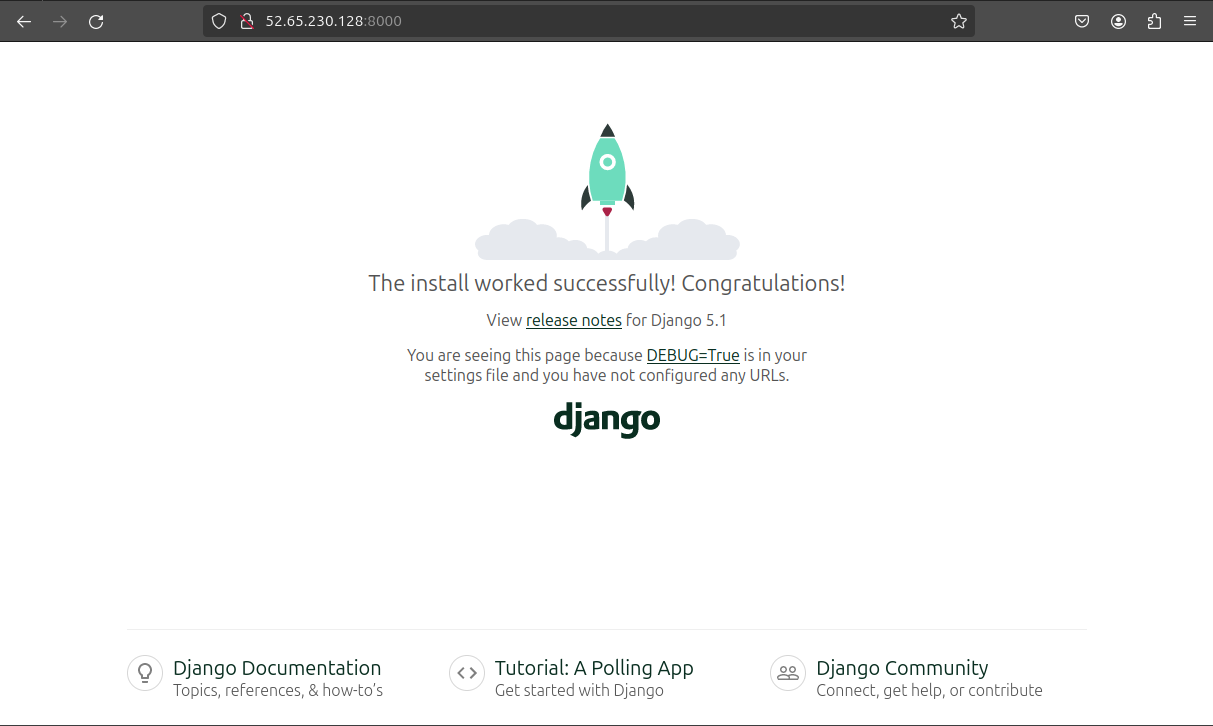 52.65.230.128:8000
The install worked successfully! Congratulations!
View release notes for Django 5.1
You are seeing this page because DEBUG=True is in your
settings file and you have not configured any URLs.
django
Django Documentation
Topics, references, & how-to’s
Tutorial: A Polling App
Get started with Django
Django Community
Connect, get help, or contribute